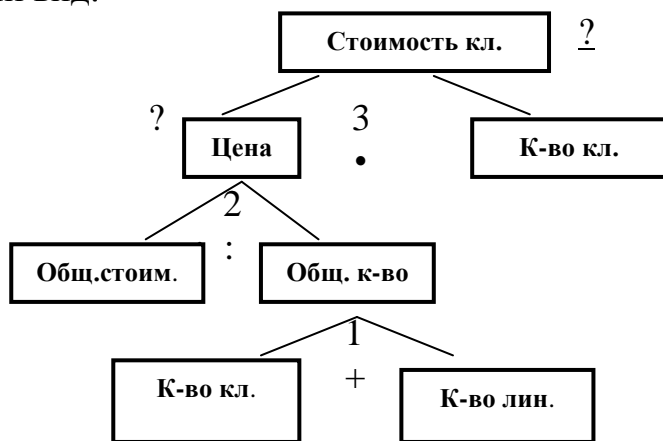 Стоимость кл. ?
? Цена 3 • К-во кл.
2
Общ.стоим. : Общ. к-во
1
К-во кл. + К-во лин.